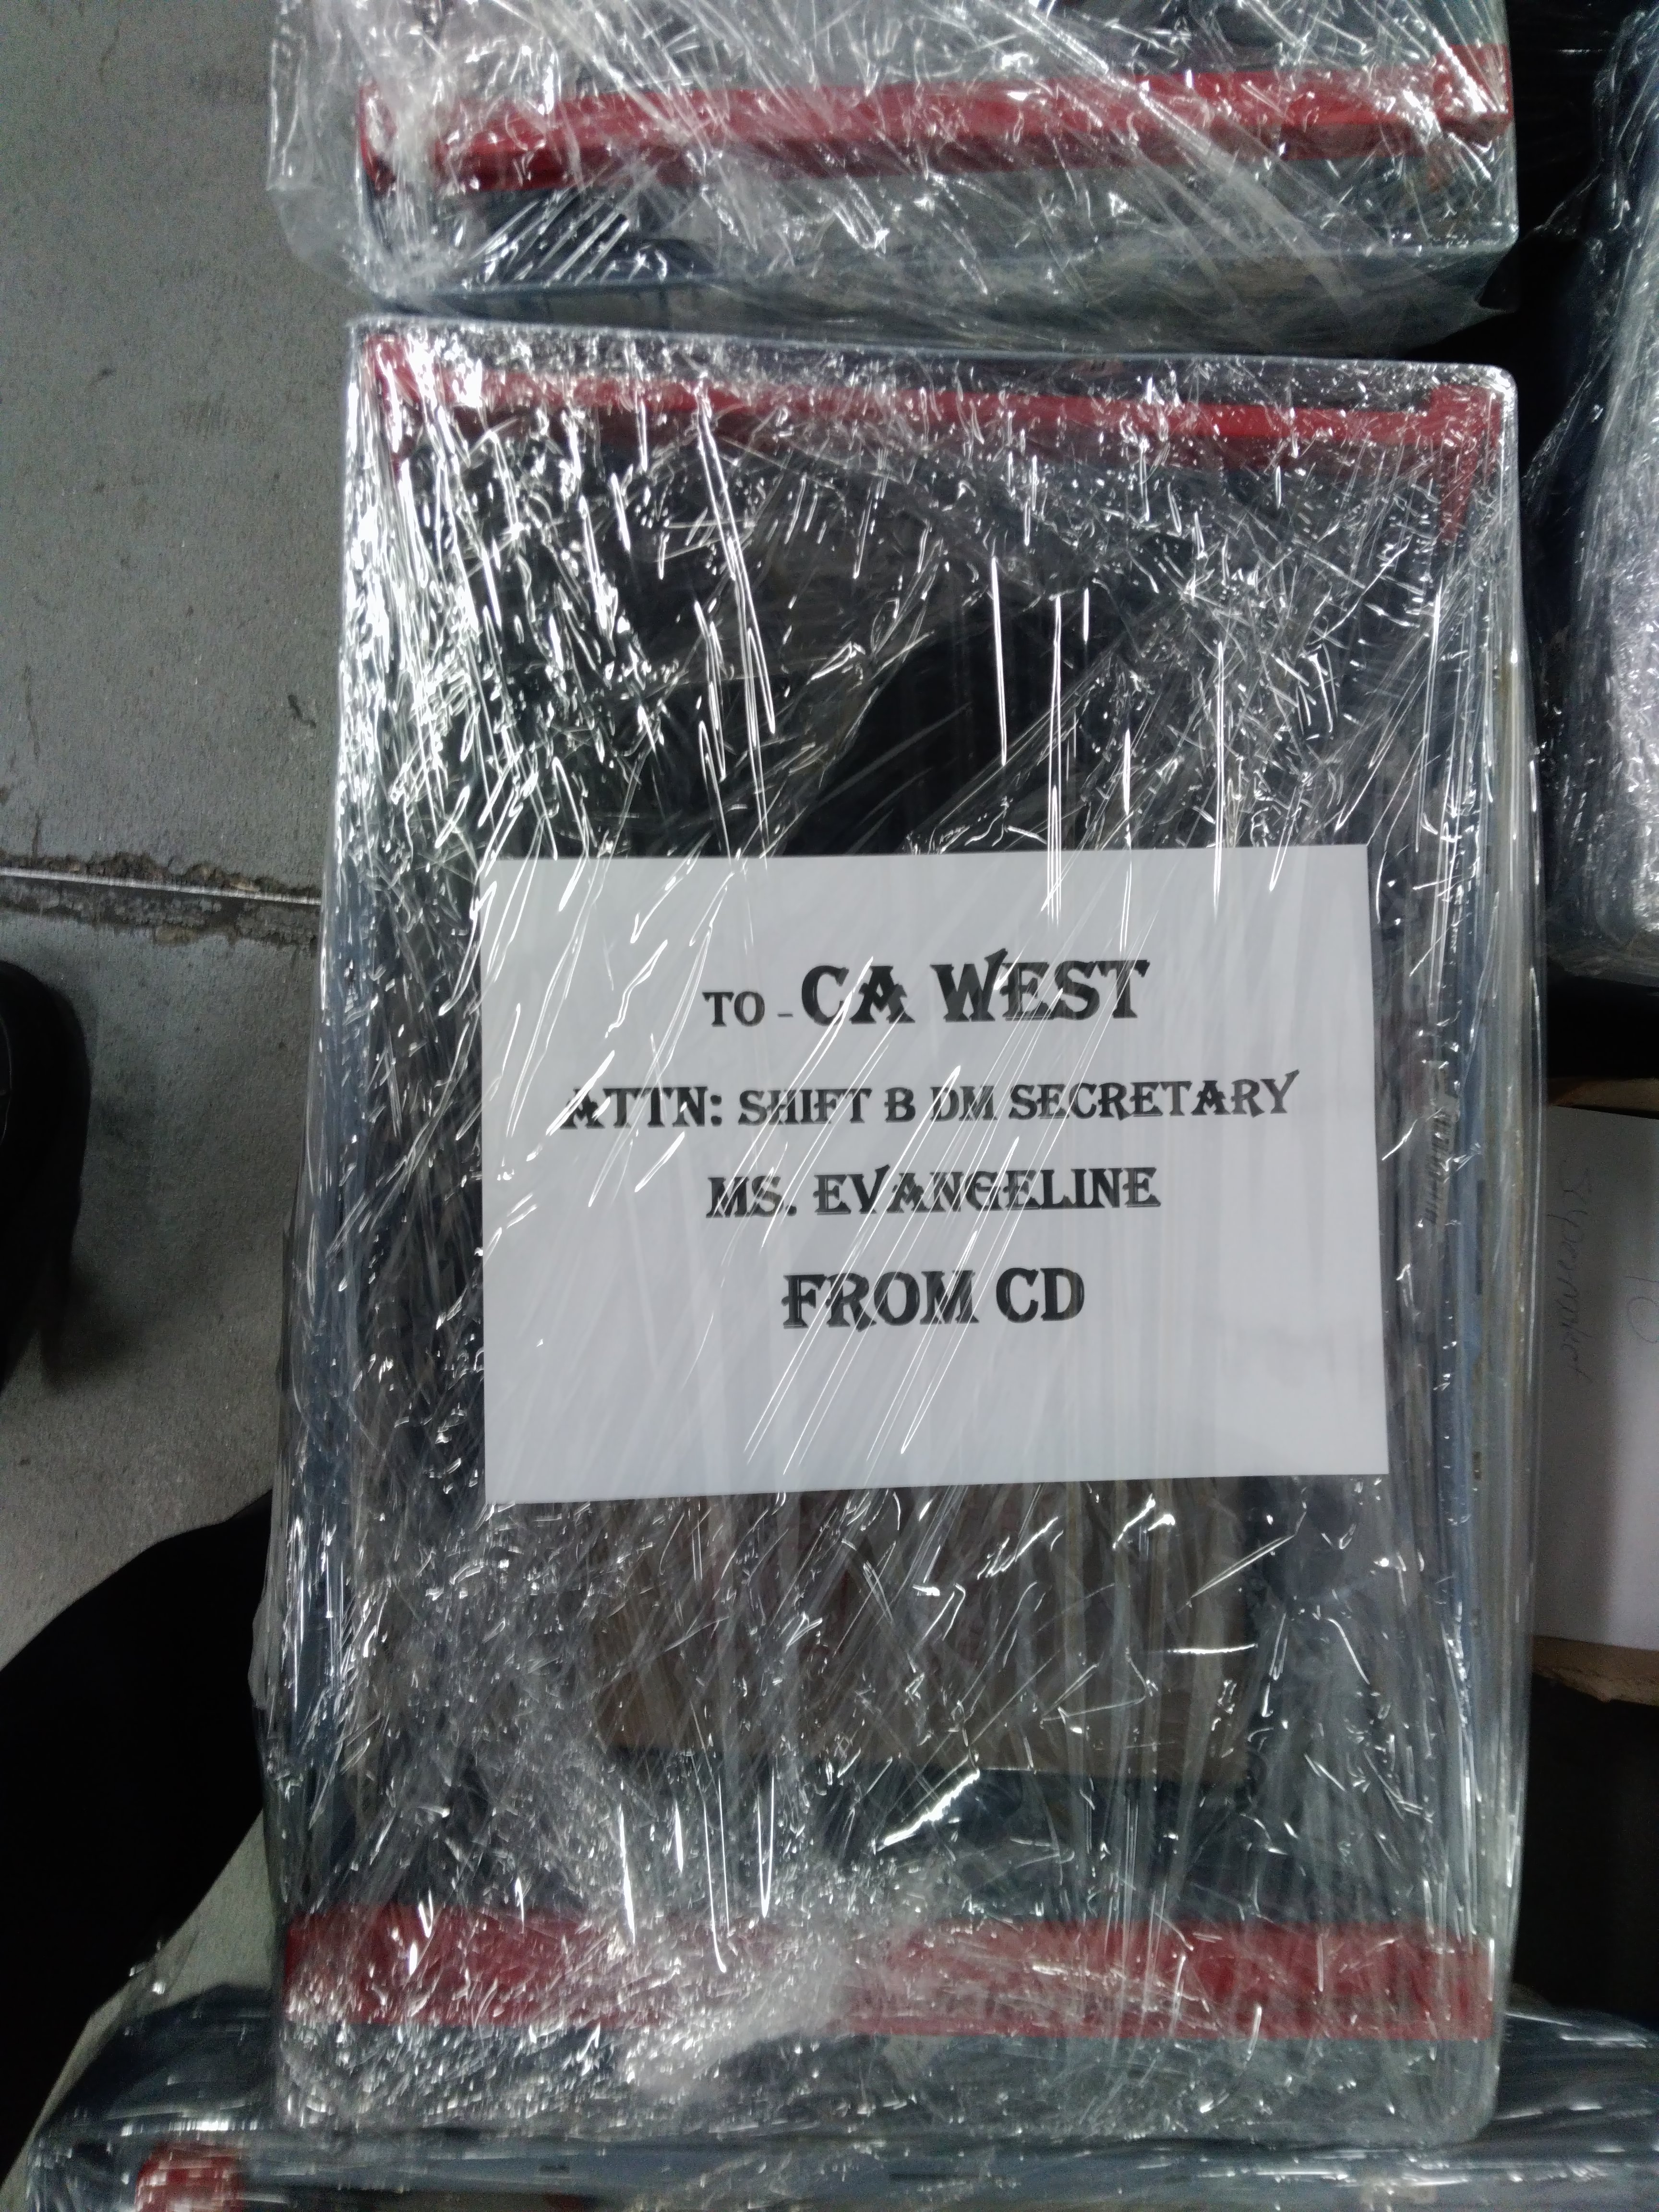 TO - CA WEST
ATTN: SHIFT B DM SECRETARY
MS. EVANGELINE
FROM CD